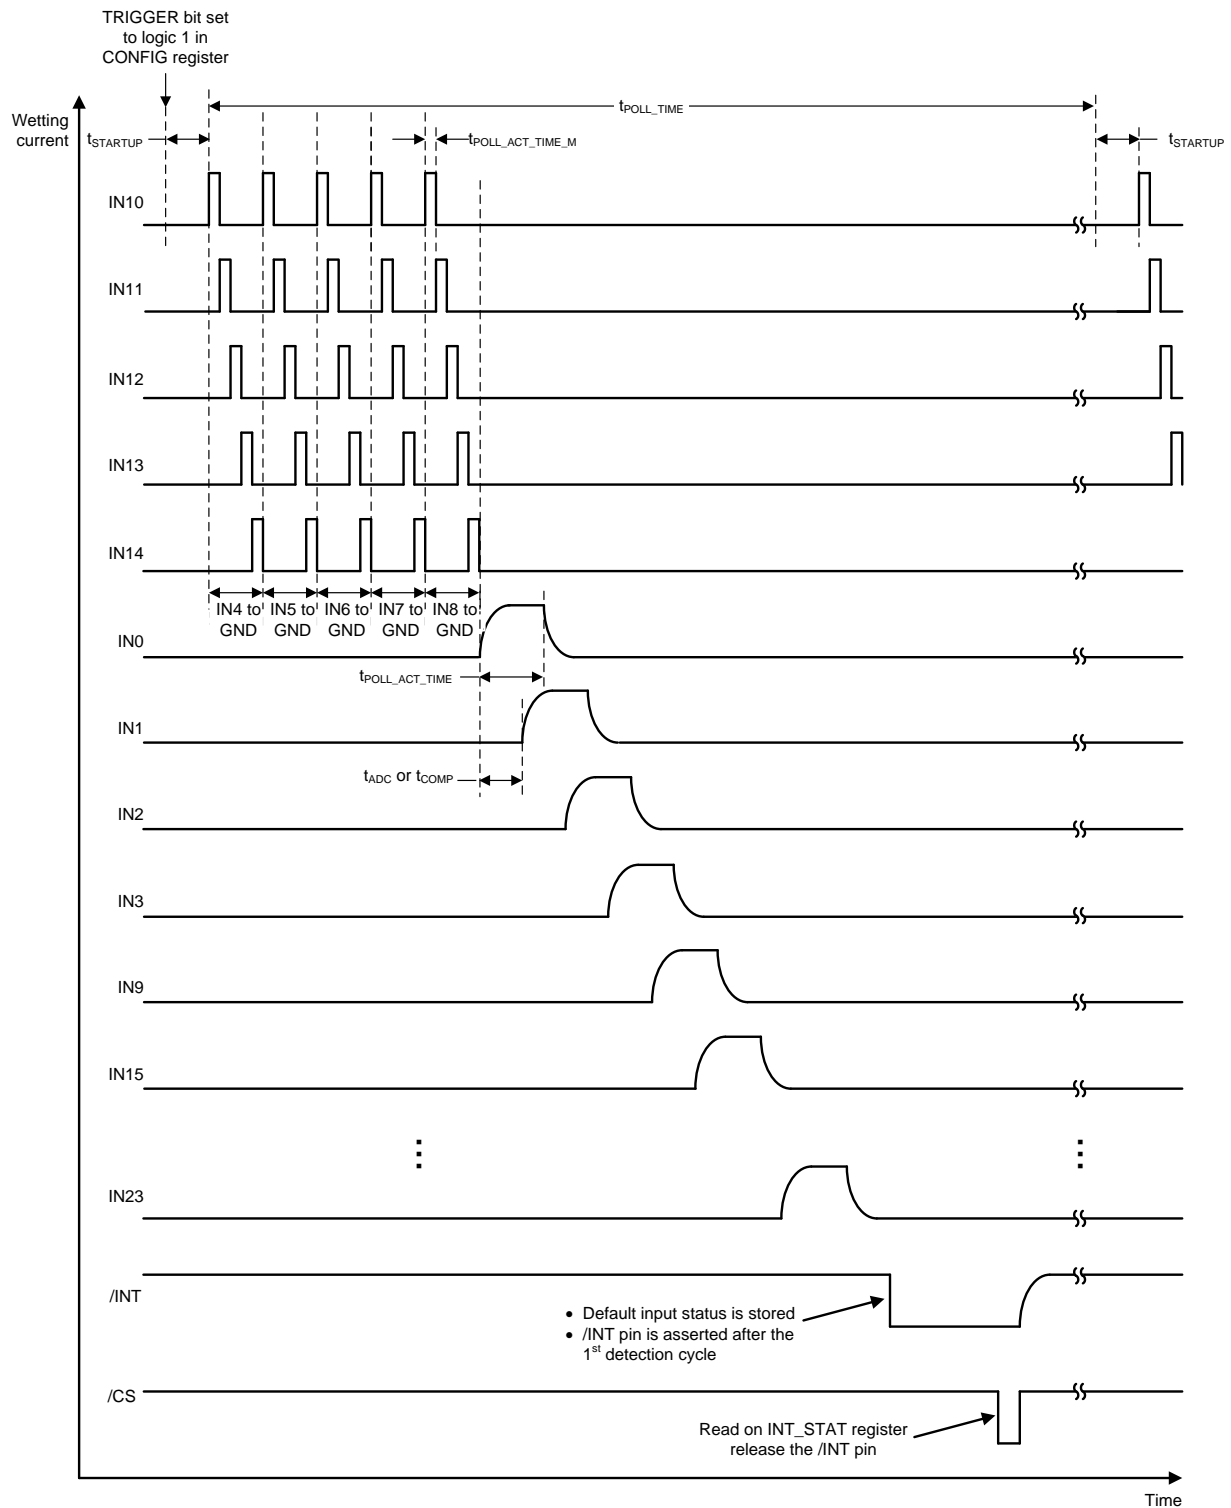 TRIGGER bit set
to logic 1 in
CONFIG register
Wetting
current
tSTARTUP
tPOLL_TIME
tPOLL_ACT_TIME_M
tSTARTUP
IN10
IN11
IN12
IN13
IN14
IN4 to
GND
IN5 to
GND
IN6 to
GND
IN7 to
GND
IN8 to
GND
IN0
tPOLL_ACT_TIME
IN1
tADC or tCOMP
IN2
IN3
IN9
IN15
IN23
/INT
• Default input status is stored
• /INT pin is asserted after the
1st detection cycle
/CS
Read on INT_STAT register
release the /INT pin
Time